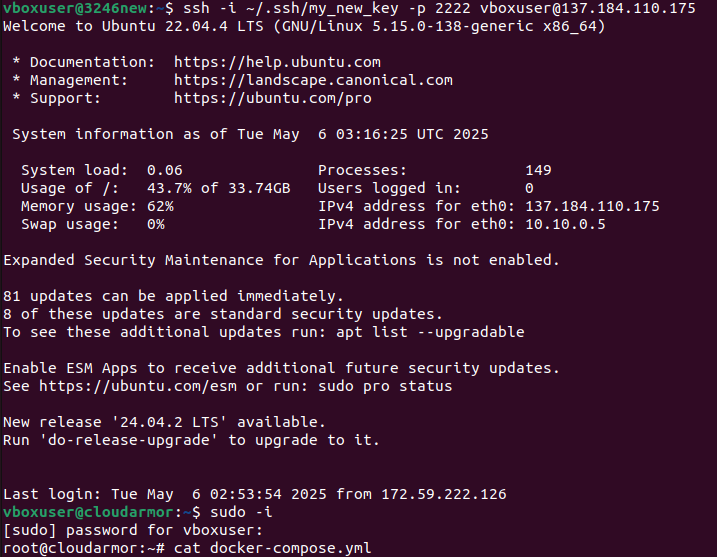 vboxuser@3246new:~$ ssh -i ~/.ssh/my_new_key -p 2222 vboxuser@137.184.110.175
Welcome to Ubuntu 22.04.4 LTS (GNU/Linux 5.15.0-138-generic x86_64)
 * Documentation:  https://help.ubuntu.com
 * Management:     https://landscape.canonical.com
 * Support:        https://ubuntu.com/pro
 System information as of Tue May  6 03:16:25 UTC 2025
  System load:  0.06               Processes:             149
  Usage of /:   43.7% of 33.74GB   Users logged in:       0
  Memory usage: 62%                IPv4 address for eth0: 137.184.110.175
  Swap usage:   0%                 IPv4 address for eth0: 10.10.0.5
Expanded Security Maintenance for Applications is not enabled.
81 updates can be applied immediately.
8 of these updates are standard security updates.
To see these additional updates run: apt list --upgradable
Enable ESM Apps to receive additional future security updates.
See https://ubuntu.com/esm or run: sudo pro status
New release '24.04.2 LTS' available.
Run 'do-release-upgrade' to upgrade to it.
Last login: Tue May  6 02:53:54 2025 from 172.59.222.126
vboxuser@cloudarmor:~$ sudo -i
[sudo] password for vboxuser:
root@cloudarmor:~# cat docker-compose.yml